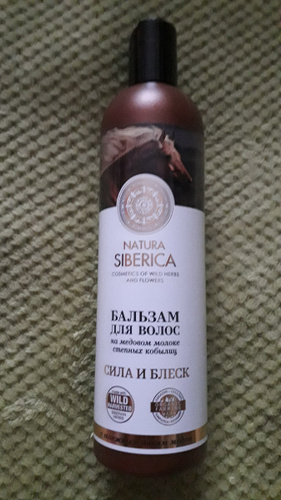 NATURA
SIBERICA
COSMETICS OF WILD HERBS
AND FLOWERS
БАЛЬЗАМ
ДЛЯ ВОЛОС
на медовом молоке
степных кобылиц
СИЛА И БЛЕСК
WILD
HARVESTED